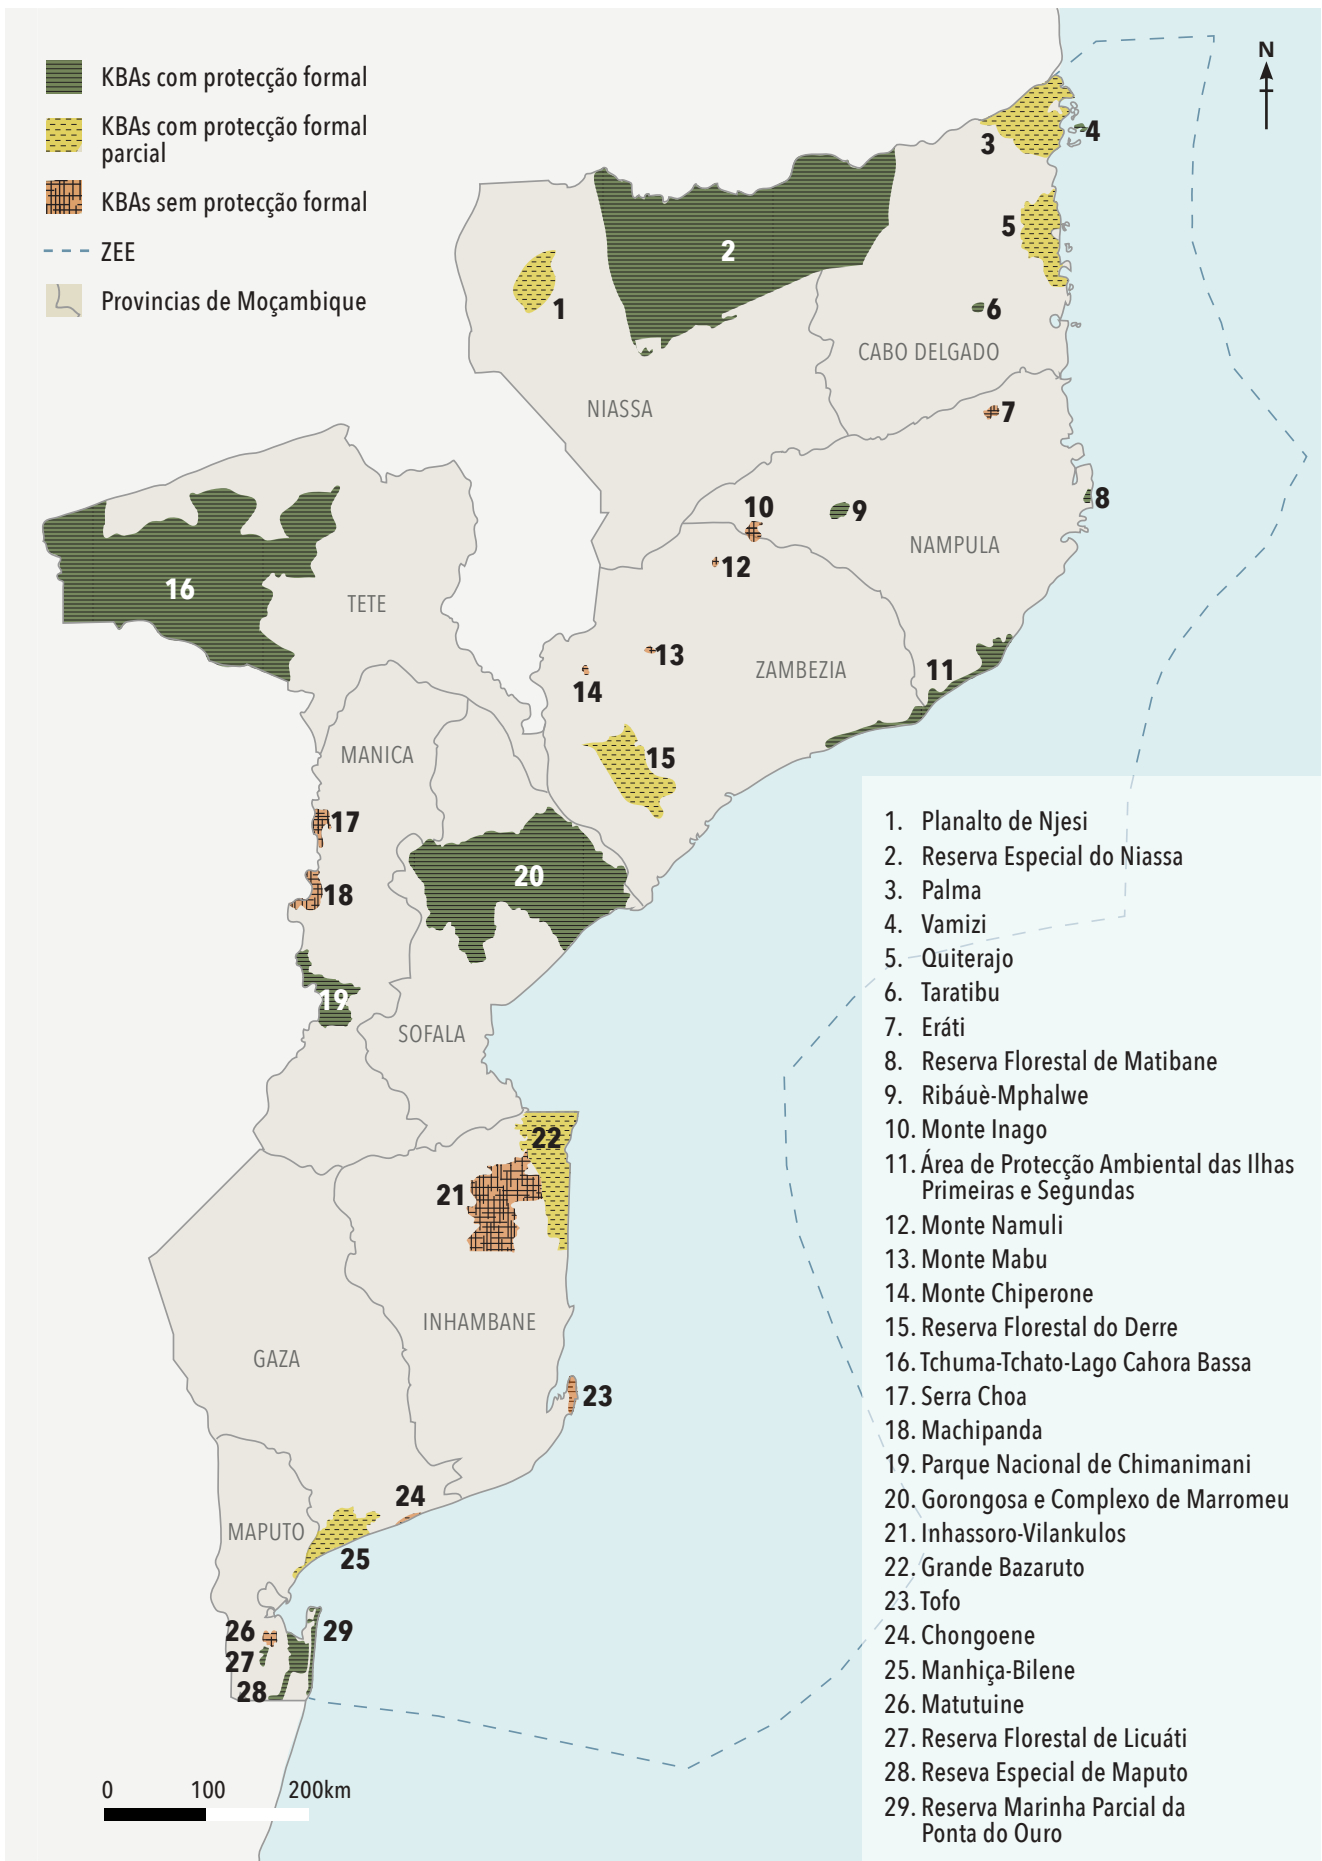 KBAs com protecção formal
KBAs com protecção formal
parcial
KBAs sem protecção formal
ZEE
Provincias de Moçambique
N
3
4
5
2
1
6
CABO DELGADO
7
NIASSA
8
10
9
NAMPULA
12
16
TETE
13
14
ZAMBEZIA
11
MANICA
15
17
20
18
19
SOFALA
22
21
INHAMBANE
GAZA
23
24
MAPUTO
25
26
29
27
28
0 100 200km
1. Planalto de Njesi
2. Reserva Especial do Niassa
3. Palma
4. Vamizi
5. Quiterajo
6. Taratibu
7. Eráti
8. Reserva Florestal de Matibane
9. Ribáuè-Mphalwe
10. Monte Inago
11. Área de Protecção Ambiental das Ilhas
Primeiras e Segundas
12. Monte Namuli
13. Monte Mabu
14. Monte Chiperone
15. Reserva Florestal do Derre
16. Tchuma-Tchato-Lago Cahora Bassa
17. Serra Choa
18. Machipanda
19. Parque Nacional de Chimanimani
20. Gorongosa e Complexo de Marromeu
21. Inhassoro-Vilankulos
22. Grande Bazaruto
23. Tofo
24. Chongoene
25. Manhiça-Bilene
26. Matutuine
27. Reserva Florestal de Licuáti
28. Reseva Especial de Maputo
29. Reserva Marinha Parcial da
Ponta do Ouro